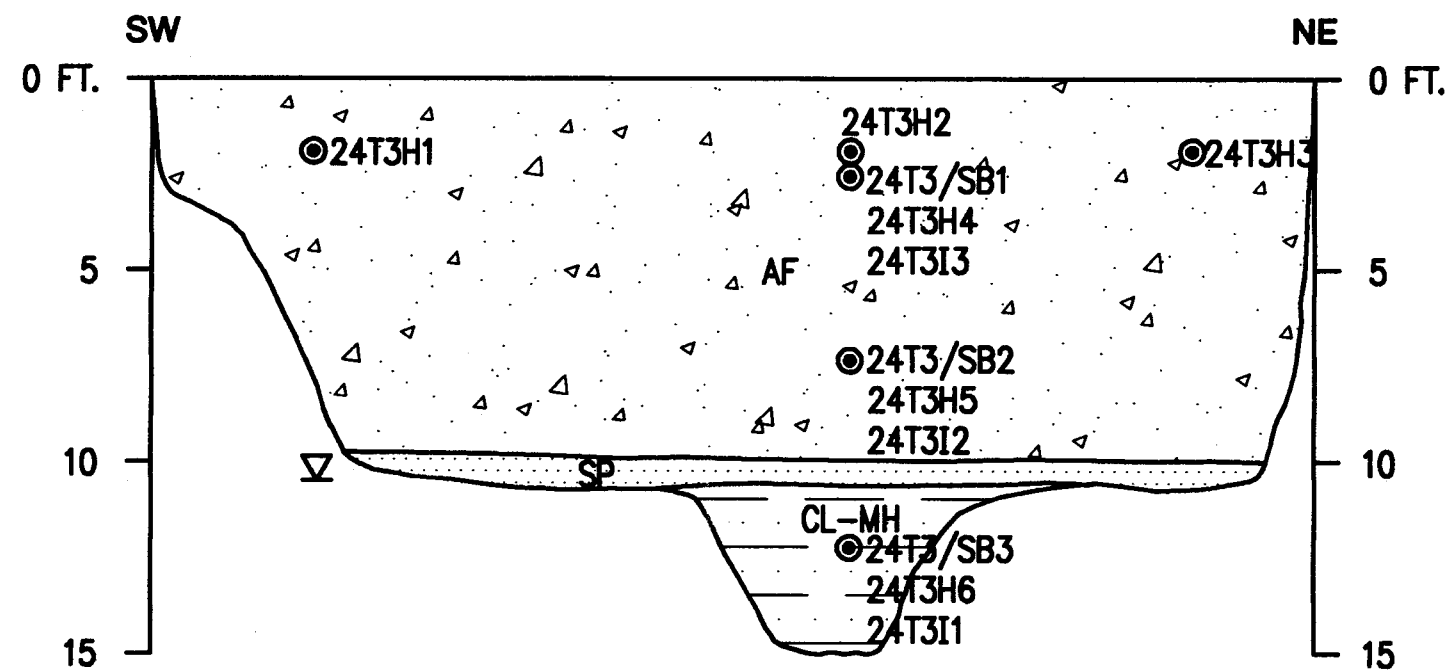 SW
NE
0 FT.
0 FT.
24T3H1
24T3H2
24T3H3
24T3/SB1
24T3H4
24T3I3
5
AF
5
24T3/SB2
24T3H5
24T3I2
10
SP
10
CL-MH
24T3/SB3
24T3H6
24T3I1
15
15